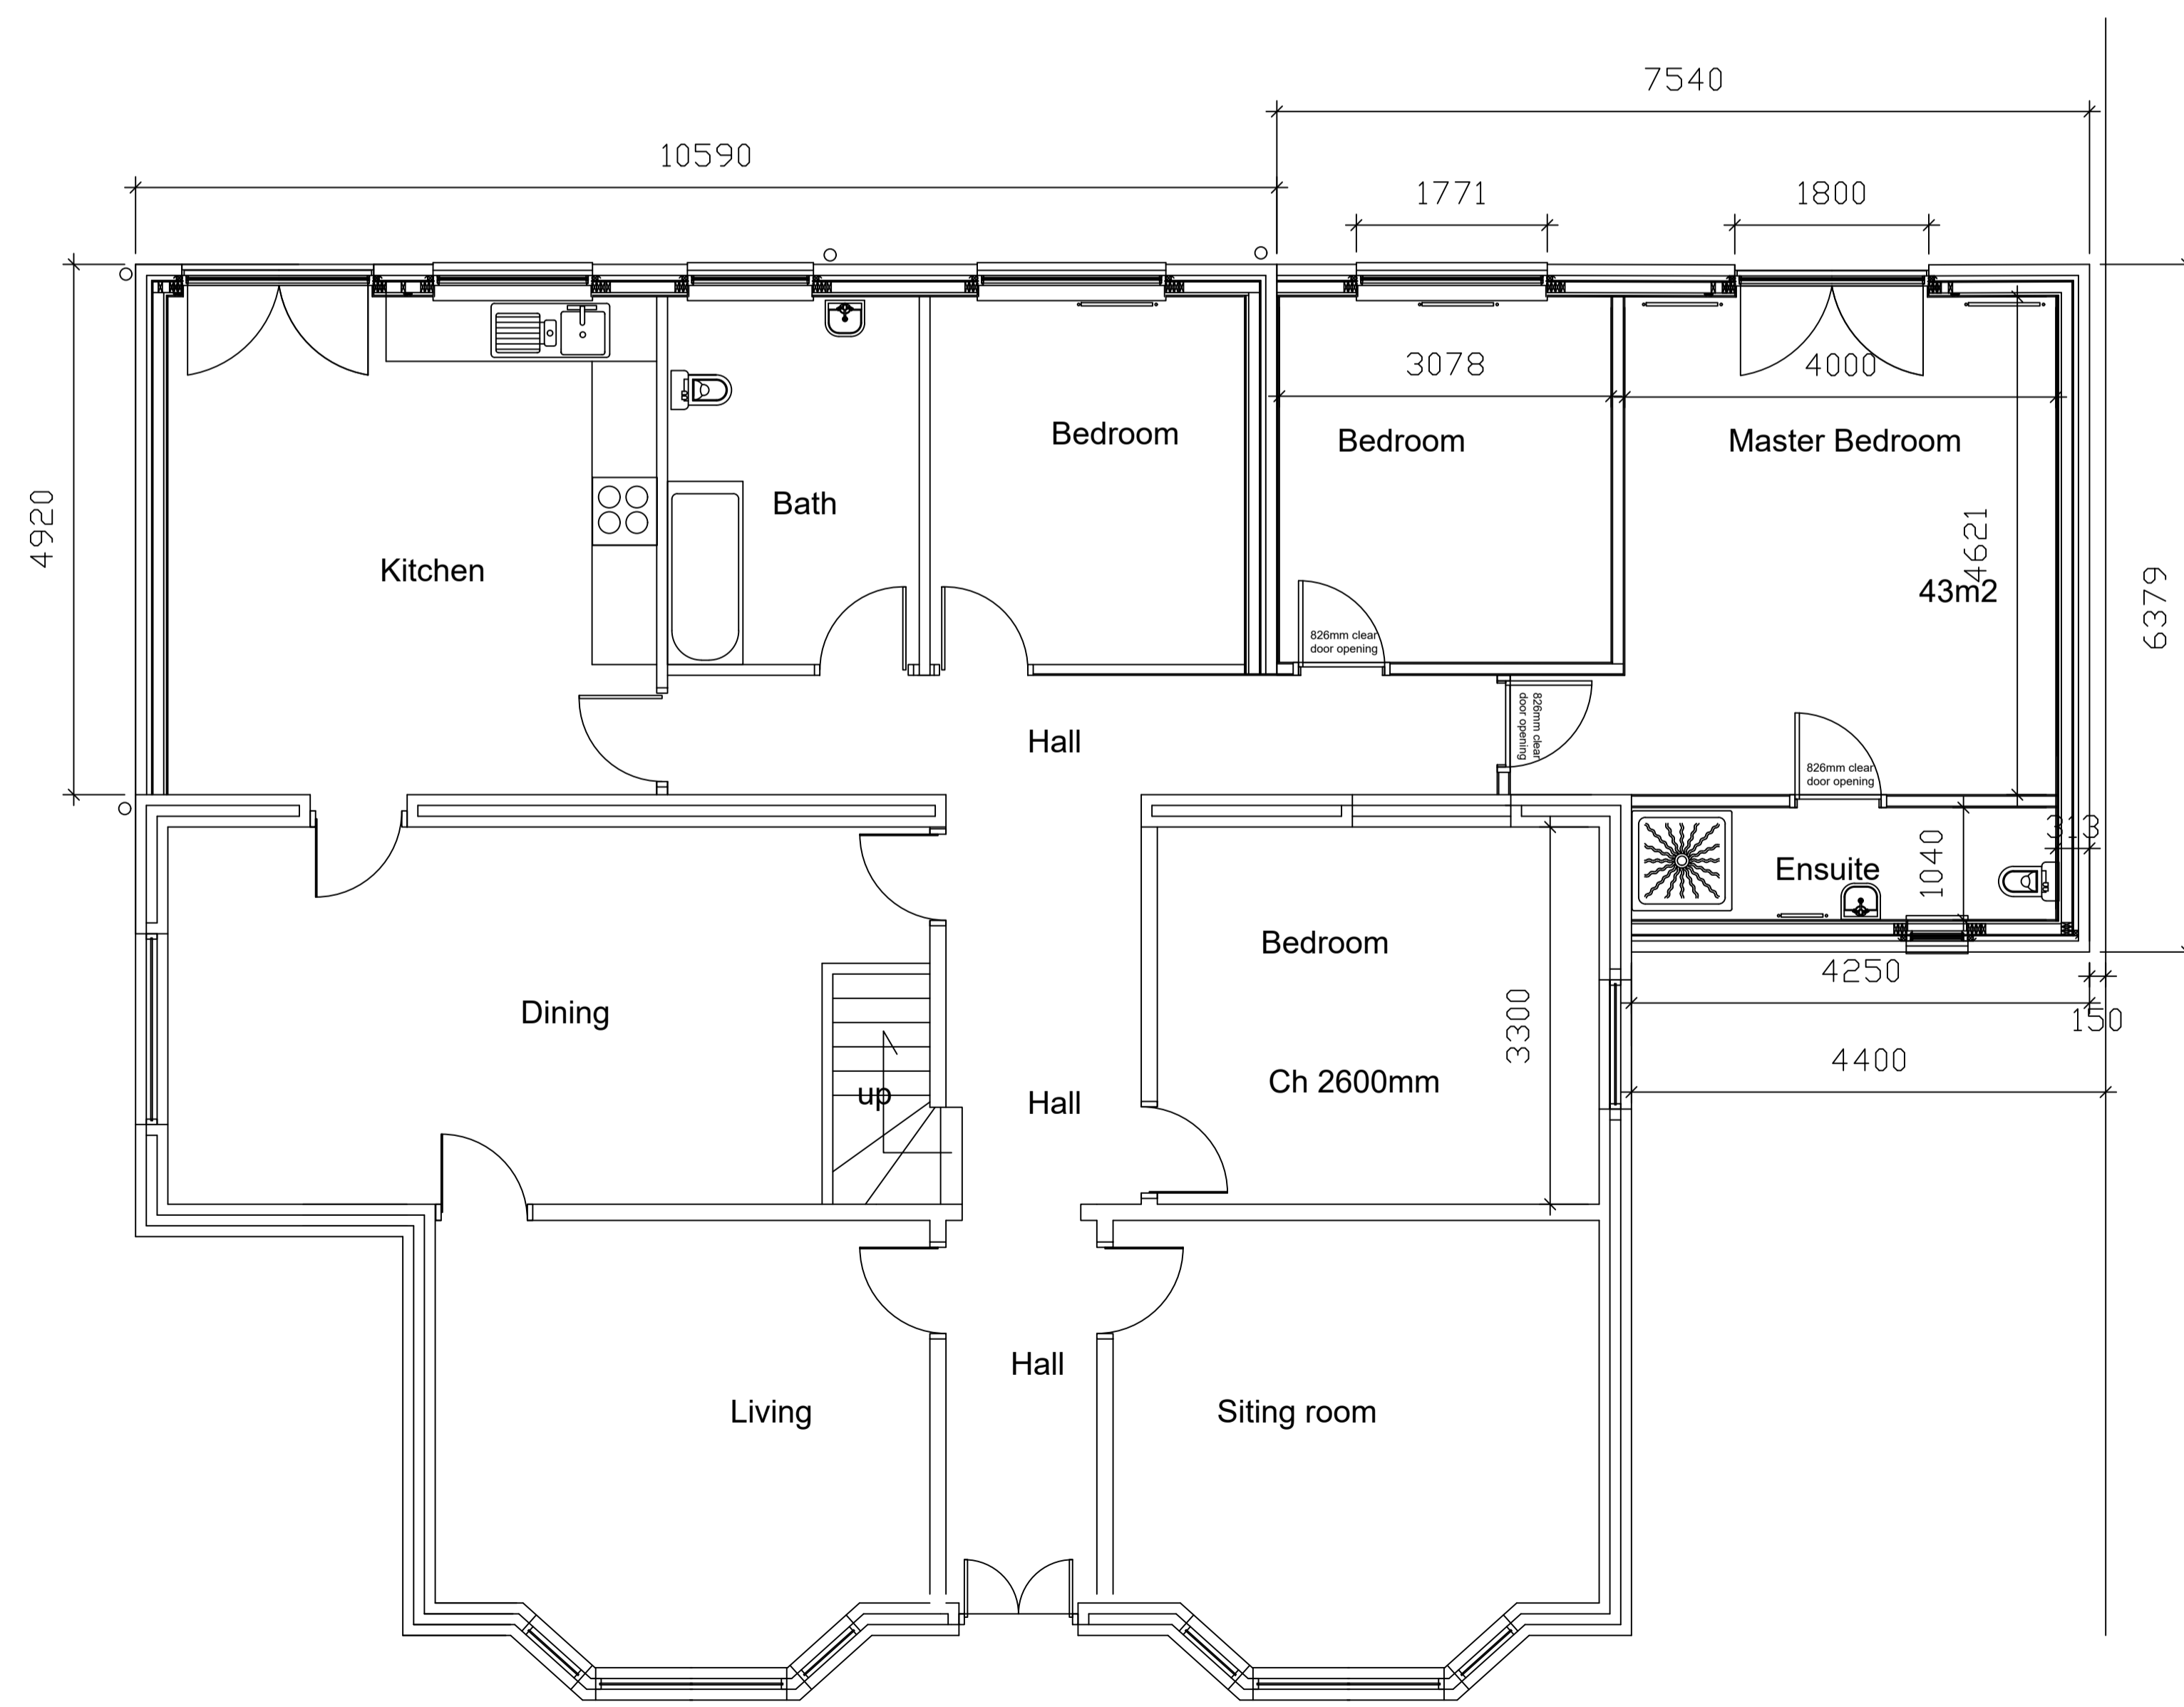 7540
10590
1771
1800
3078
4000
Bedroom
Bedroom
Master Bedroom
4920
Bath
4621
Kitchen
43m2
6379
826mm clear
door opening
826mm clear
door opening
Hall
826mm clear
door opening
313
Ensuite
1040
Bedroom
4250
Dining
3300
150
4400
up
Hall
Ch 2600mm
Hall
Living
Siting room